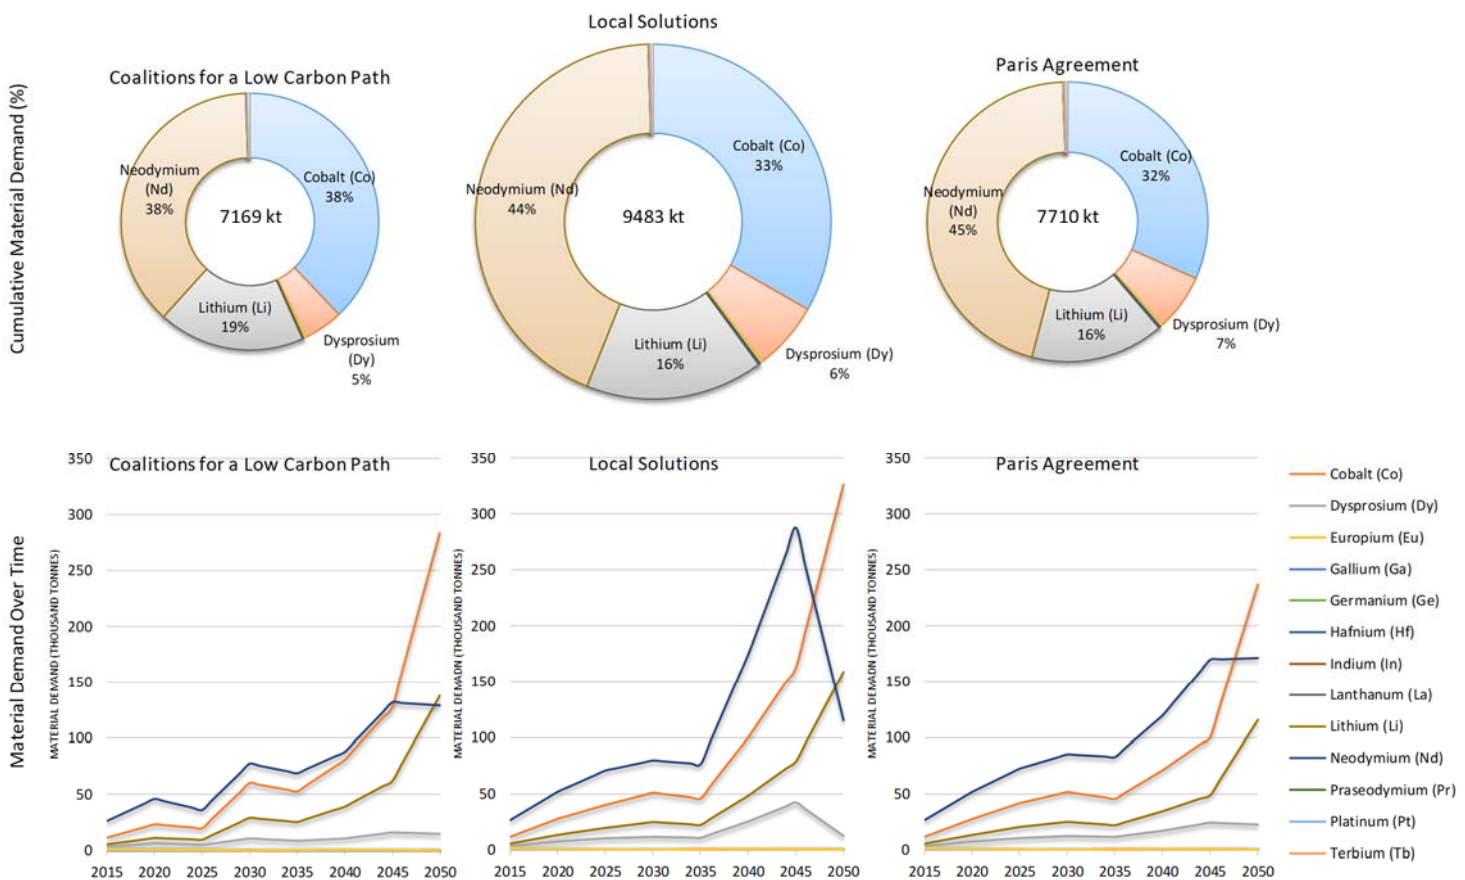 Local Solutions
Coalitions for a Low Carbon Path
Paris Agreement
Cumulative Material Demand (%)
Neodymium
(Nd)
38%
Cobalt (Co)
38%
7169 kt
Lithium (Li)
19%
Dysprosium
(Dy)
5%
Neodymium (Nd)
44%
Cobalt (Co)
33%
9483 kt
Lithium (Li)
16%
Dysprosium (Dy)
6%
Neodymium
(Nd)
45%
Cobalt (Co)
32%
7710 kt
Lithium (Li)
16%
Dysprosium (Dy)
7%
Material Demand Over Time
Coalitions for a Low Carbon Path
MATERIAL DEMAND (THOUSAND TONNES)
350
300
250
200
150
100
50
0
2015 2020 2025 2030 2035 2040 2045 2050
Local Solutions
MATERIAL DEMADN (THOUSAND TONNES)
350
300
250
200
150
100
50
0
2015 2020 2025 2030 2035 2040 2045 2050
Paris Agreement
MATERIAL DEMADN (THOUSAND TONNES)
350
300
250
200
150
100
50
0
2015 2020 2025 2030 2035 2040 2045 2050
Cobalt (Co)
Dysprosium (Dy)
Europium (Eu)
Gallium (Ga)
Germanium (Ge)
Hafnium (Hf)
Indium (In)
Lanthanum (La)
Lithium (Li)
Neodymium (Nd)
Praseodymium (Pr)
Platinum (Pt)
Terbium (Tb)